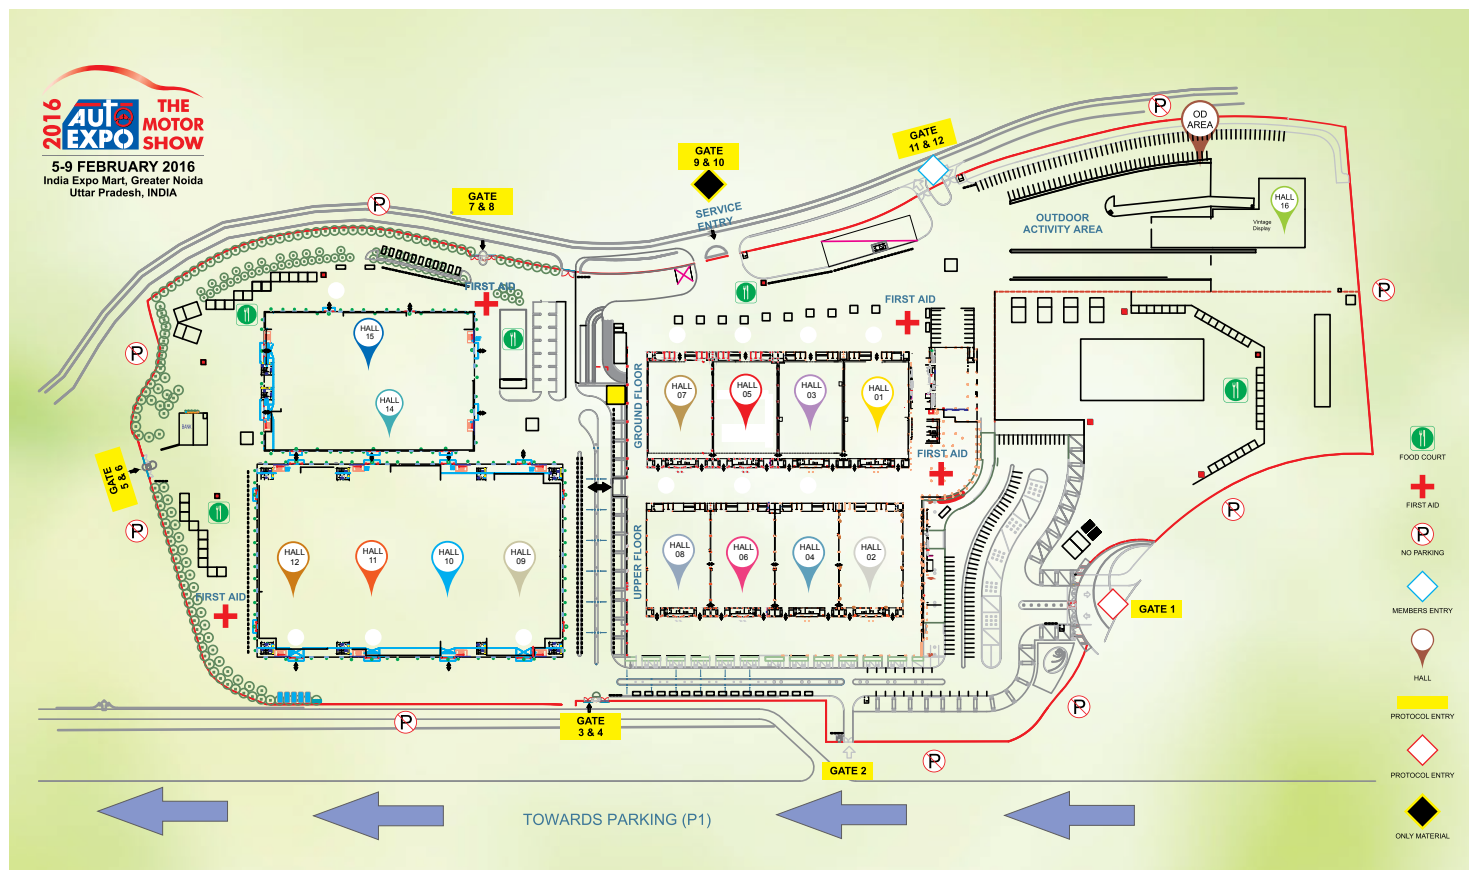 2016
AUTO
EXPO
THE
MOTOR
SHOW
5-9 FEBRUARY 2016
India Expo Mart, Greater Noida
Uttar Pradesh, INDIA
GATE
7 & 8
GATE
9 & 10
SERVICE
ENTRY
GATE
11 & 12
P
OD
AREA
HALL
16
Vintage
Display
OUTDOOR
ACTIVITY AREA
P
P
FIRST AID
FIRST AID
HALL
15
HALL
14
P
BANK
GATE
5 & 6
P
GROUND FLOOR
HALL
07
HALL
05
HALL
03
HALL
01
FIRST AID
UPPER FLOOR
HALL
08
HALL
06
HALL
04
HALL
02
HALL
12
HALL
11
HALL
10
HALL
09
FIRST AID
P
GATE 1
P
P
P
GATE
3 & 4
GATE 2
TOWARDS PARKING (P1)
FOOD COURT
FIRST AID
P
NO PARKING
MEMBERS ENTRY
HALL
PROTOCOL ENTRY
PROTOCOL ENTRY
ONLY MATERIAL